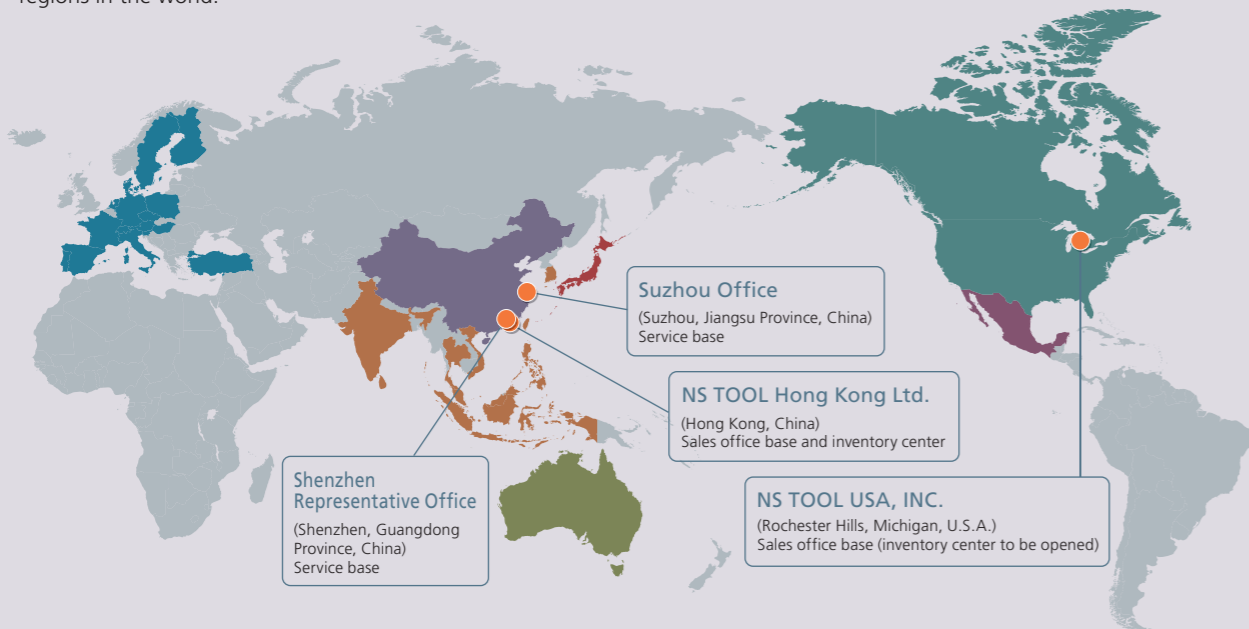 regions in the world.
Suzhou Office
(Suzhou, Jiangsu Province, China)
Service base
NS TOOL Hong Kong Ltd.
(Hong Kong, China)
Sales office base and inventory center
Shenzhen
Representative Office
(Shenzhen, Guangdong
Province, China)
Service base
NS TOOL USA, INC.
(Rochester Hills, Michigan, U.S.A.)
Sales office base (inventory center to be opened)